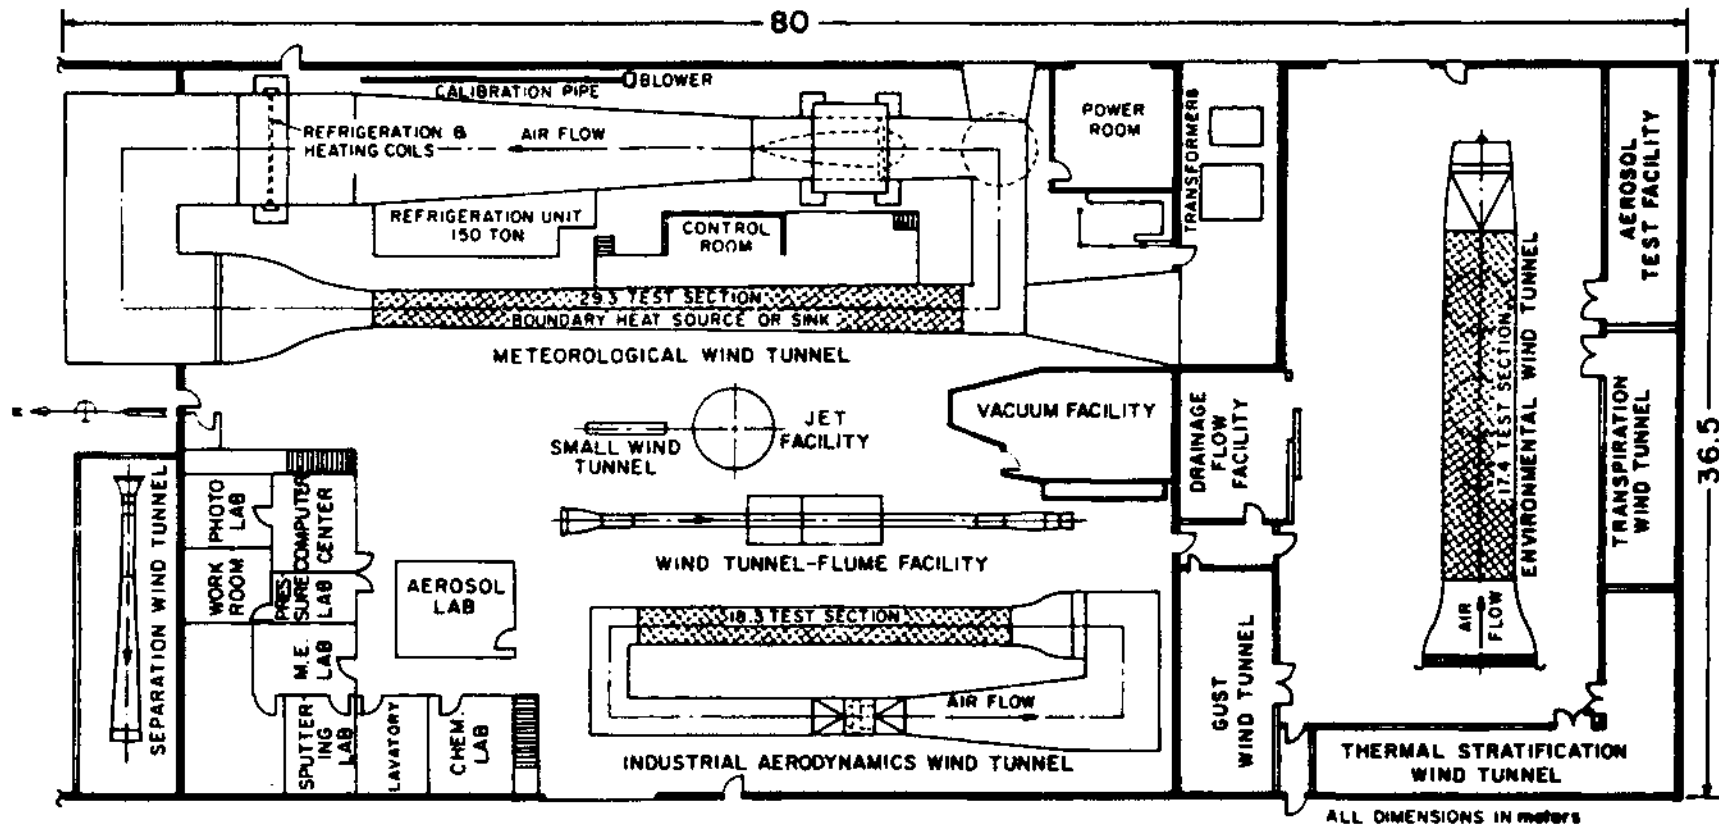 80
BLOWER
CALIBRATION PIPE
REFRIGERATION &
HEATING COILS
AIR FLOW
POWER
ROOM
TRANSFORMERS
AEROSOL
TEST FACILITY
REFRIGERATION UNIT
150 TON
CONTROL
ROOM
29.3 TEST SECTION
BOUNDARY HEAT SOURCE OR SINK
METEOROLOGICAL WIND TUNNEL
17.4 TEST SECTION
ENVIRONMENTAL WIND TUNNEL
AIR
FLOW
TRANSPIRATION
WIND TUNNEL
36.5
VACUUM FACILITY
DRAINAGE
FLOW
FACILITY
JET
FACILITY
SMALL WIND
TUNNEL
SEPARATION WIND TUNNEL
PHOTO
LAB
COMPUTER
CENTER
WORK
ROOM
PRES-
SURE
LAB
AEROSOL
LAB
M.E.
LAB
SPUTTER-
ING
LAB
LAVATORY
CHEM.
LAB
WIND TUNNEL-FLUME FACILITY
18.3 TEST SECTION
AIR FLOW
INDUSTRIAL AERODYNAMICS WIND TUNNEL
GUST
WIND TUNNEL
THERMAL STRATIFICATION
WIND TUNNEL
ALL DIMENSIONS IN meters